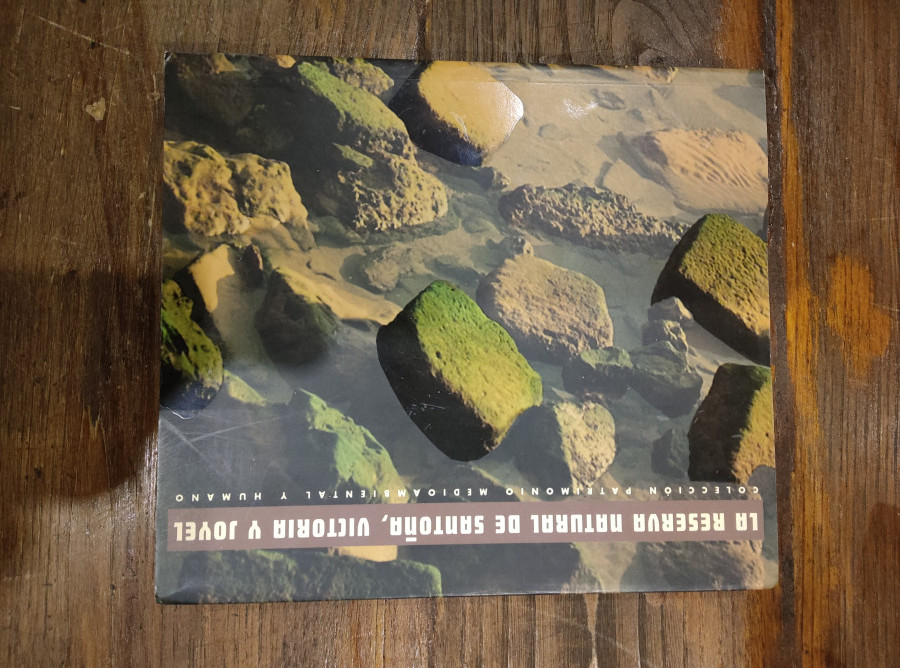 LA RESERVA NATURAL DE SANTOÑA, VICTORIA Y JOYEL
COLECCIÓN PATRIMONIO MEDIOAMBIENTAL Y HUMANO